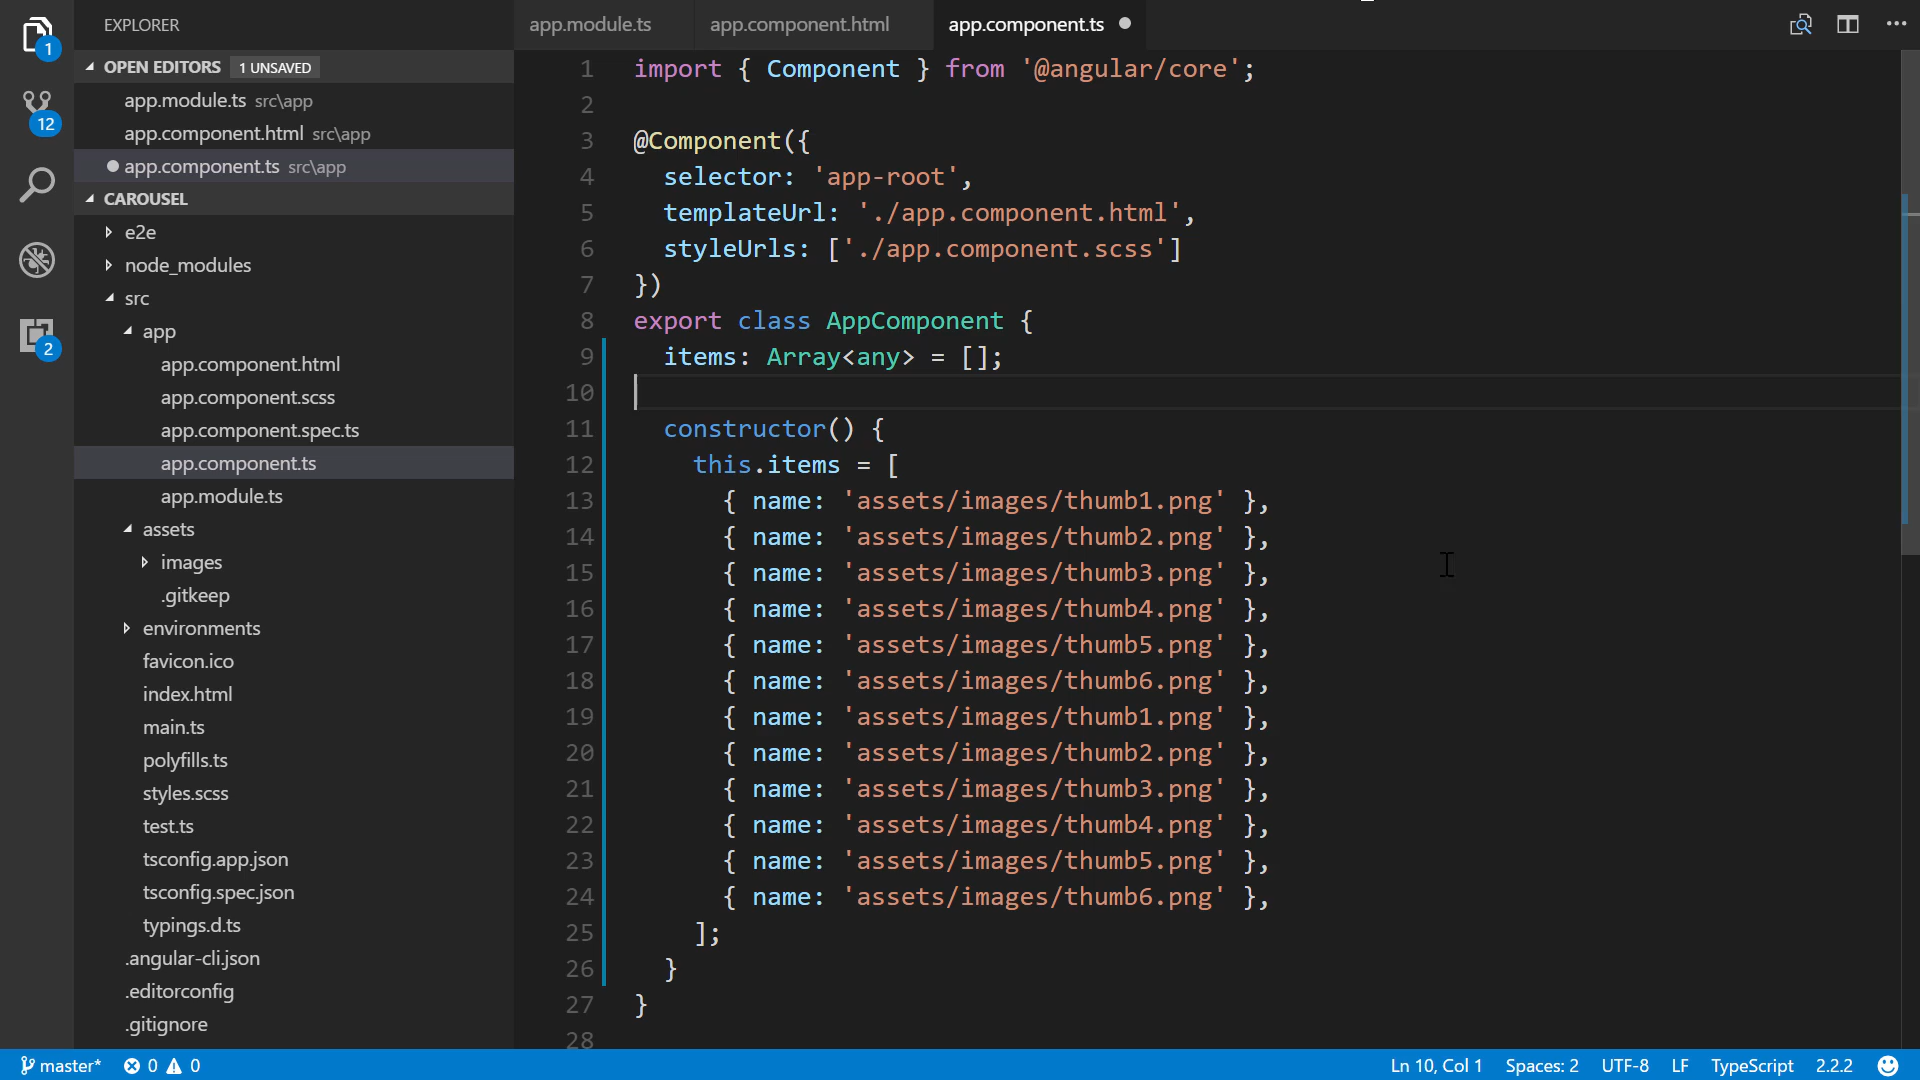 EXPLORER
OPEN EDITORS 1 UNSAVED
app.module.ts src\app
app.component.html src\app
app.component.ts src\app
CAROUSEL
e2e
node_modules
src
app
app.component.html
app.component.scss
app.component.spec.ts
app.component.ts
app.module.ts
assets
images
.gitkeep
environments
favicon.ico
index.html
main.ts
polyfills.ts
styles.scss
test.ts
tsconfig.app.json
tsconfig.spec.json
typings.d.ts
.angular-cli.json
.editorconfig
.gitignore
1
12
2
app.module.ts app.component.html app.component.ts
1 import { Component } from '@angular/core';
2
3 @Component({
4 selector: 'app-root',
5 templateUrl: './app.component.html',
6 styleUrls: ['./app.component.scss']
7 })
8 export class AppComponent {
9 items: Array<any> = [];
10
11 constructor() {
12 this.items = [
13 { name: 'assets/images/thumb1.png' },
14 { name: 'assets/images/thumb2.png' },
15 { name: 'assets/images/thumb3.png' },
16 { name: 'assets/images/thumb4.png' },
17 { name: 'assets/images/thumb5.png' },
18 { name: 'assets/images/thumb6.png' },
19 { name: 'assets/images/thumb1.png' },
20 { name: 'assets/images/thumb2.png' },
21 { name: 'assets/images/thumb3.png' },
22 { name: 'assets/images/thumb4.png' },
23 { name: 'assets/images/thumb5.png' },
24 { name: 'assets/images/thumb6.png' },
25 ];
26 }
27 }
28
master* 0 0 Ln 10, Col 1 Spaces: 2 UTF-8 LF TypeScript 2.2.2